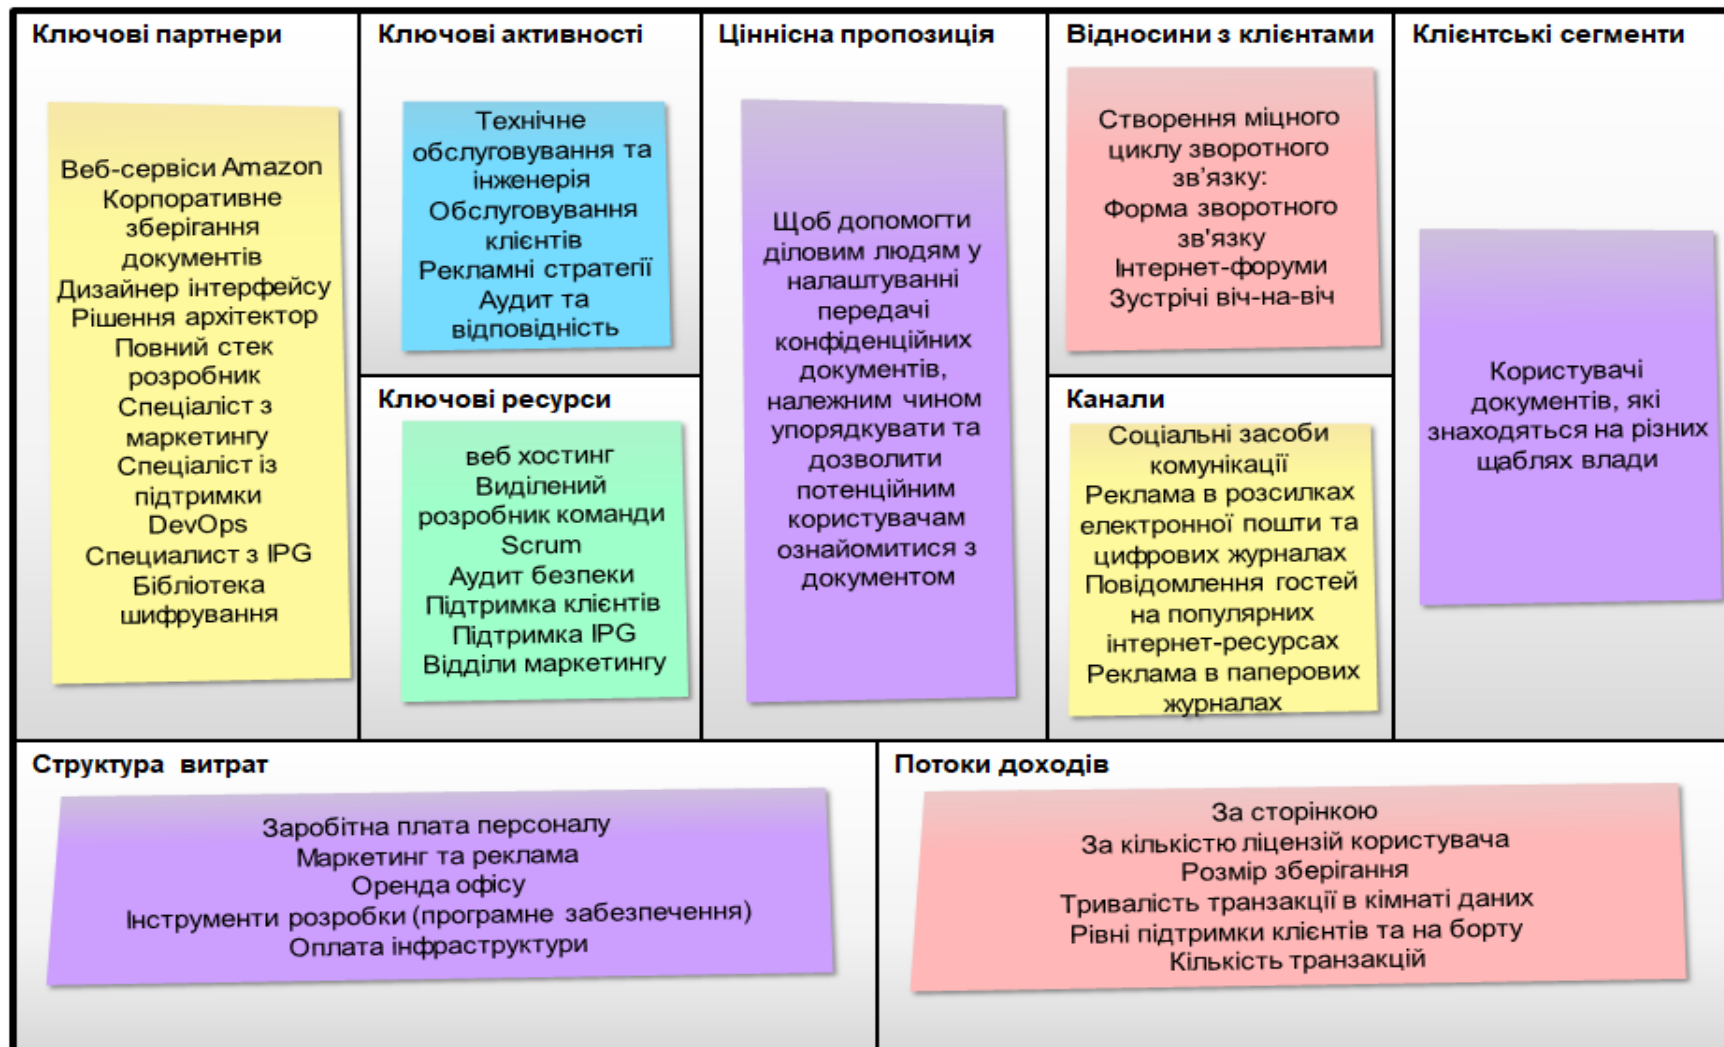 Ключові партнери
Веб-сервіси Amazon
Корпоративне
зберігання
документів
Дизайнер інтерфейсу
Рішення архітектор
Повний стек
розробник
Спеціаліст з
маркетингу
Спеціаліст із
підтримки
DevOps
Специалист з IPG
Бібліотека
шифрування
Ключові активності
Технічне
обслуговування та
інженерія
Обслуговування
клієнтів
Рекламні стратегії
Аудит та
відповідність
Ключові ресурси
веб хостинг
Виділений
розробник команди
Scrum
Аудит безпеки
Підтримка клієнтів
Підтримка IPG
Відділи маркетингу
Ціннісна пропозиція
Щоб допомогти
діловим людям у
налаштуванні
передачі
конфіденційних
документів,
належним чином
упорядкувати та
дозволити
потенційним
користувачам
ознайомитися з
документом
Відносини з клієнтами
Створення міцного
циклу зворотного
зв’язку:
Форма зворотного
зв'язку
Інтернет-форуми
Зустрічі віч-на-віч
Канали
Соціальні засоби
комунікації
Реклама в розсилках
електронної пошти та
цифрових журналах
Повідомлення гостей
на популярних
інтернет-ресурсах
Реклама в паперових
журналах
Клієнтські сегменти
Користувачі
документів, які
знаходяться на різних
щаблях влади
Структура витрат
Заробітна плата персоналу
Маркетинг та реклама
Оренда офісу
Інструменти розробки (програмне забезпечення)
Оплата інфраструктури
Потоки доходів
За сторінкою
За кількістю ліцензій користувача
Розмір зберігання
Тривалість транзакції в кімнаті даних
Рівні підтримки клієнтів та на борту
Кількість транзакцій